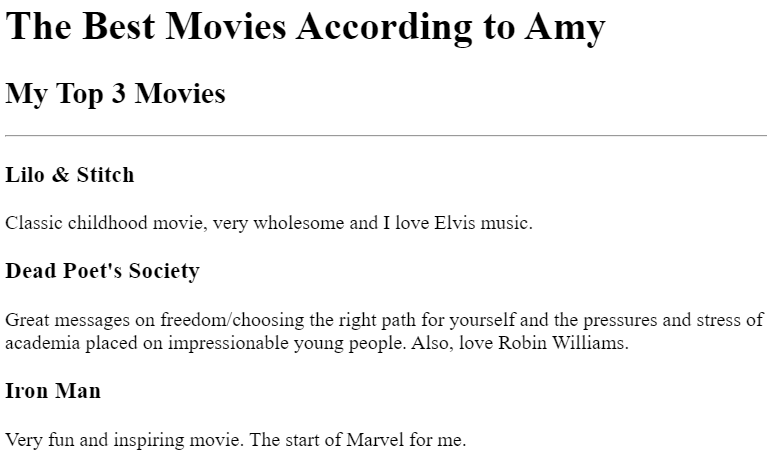 The Best Movies According to Amy
My Top 3 Movies
Lilo & Stitch
Classic childhood movie, very wholesome and I love Elvis music.
Dead Poet's Society
Great messages on freedom/choosing the right path for yourself and the pressures and stress of
academia placed on impressionable young people. Also, love Robin Williams.
Iron Man
Very fun and inspiring movie. The start of Marvel for me.